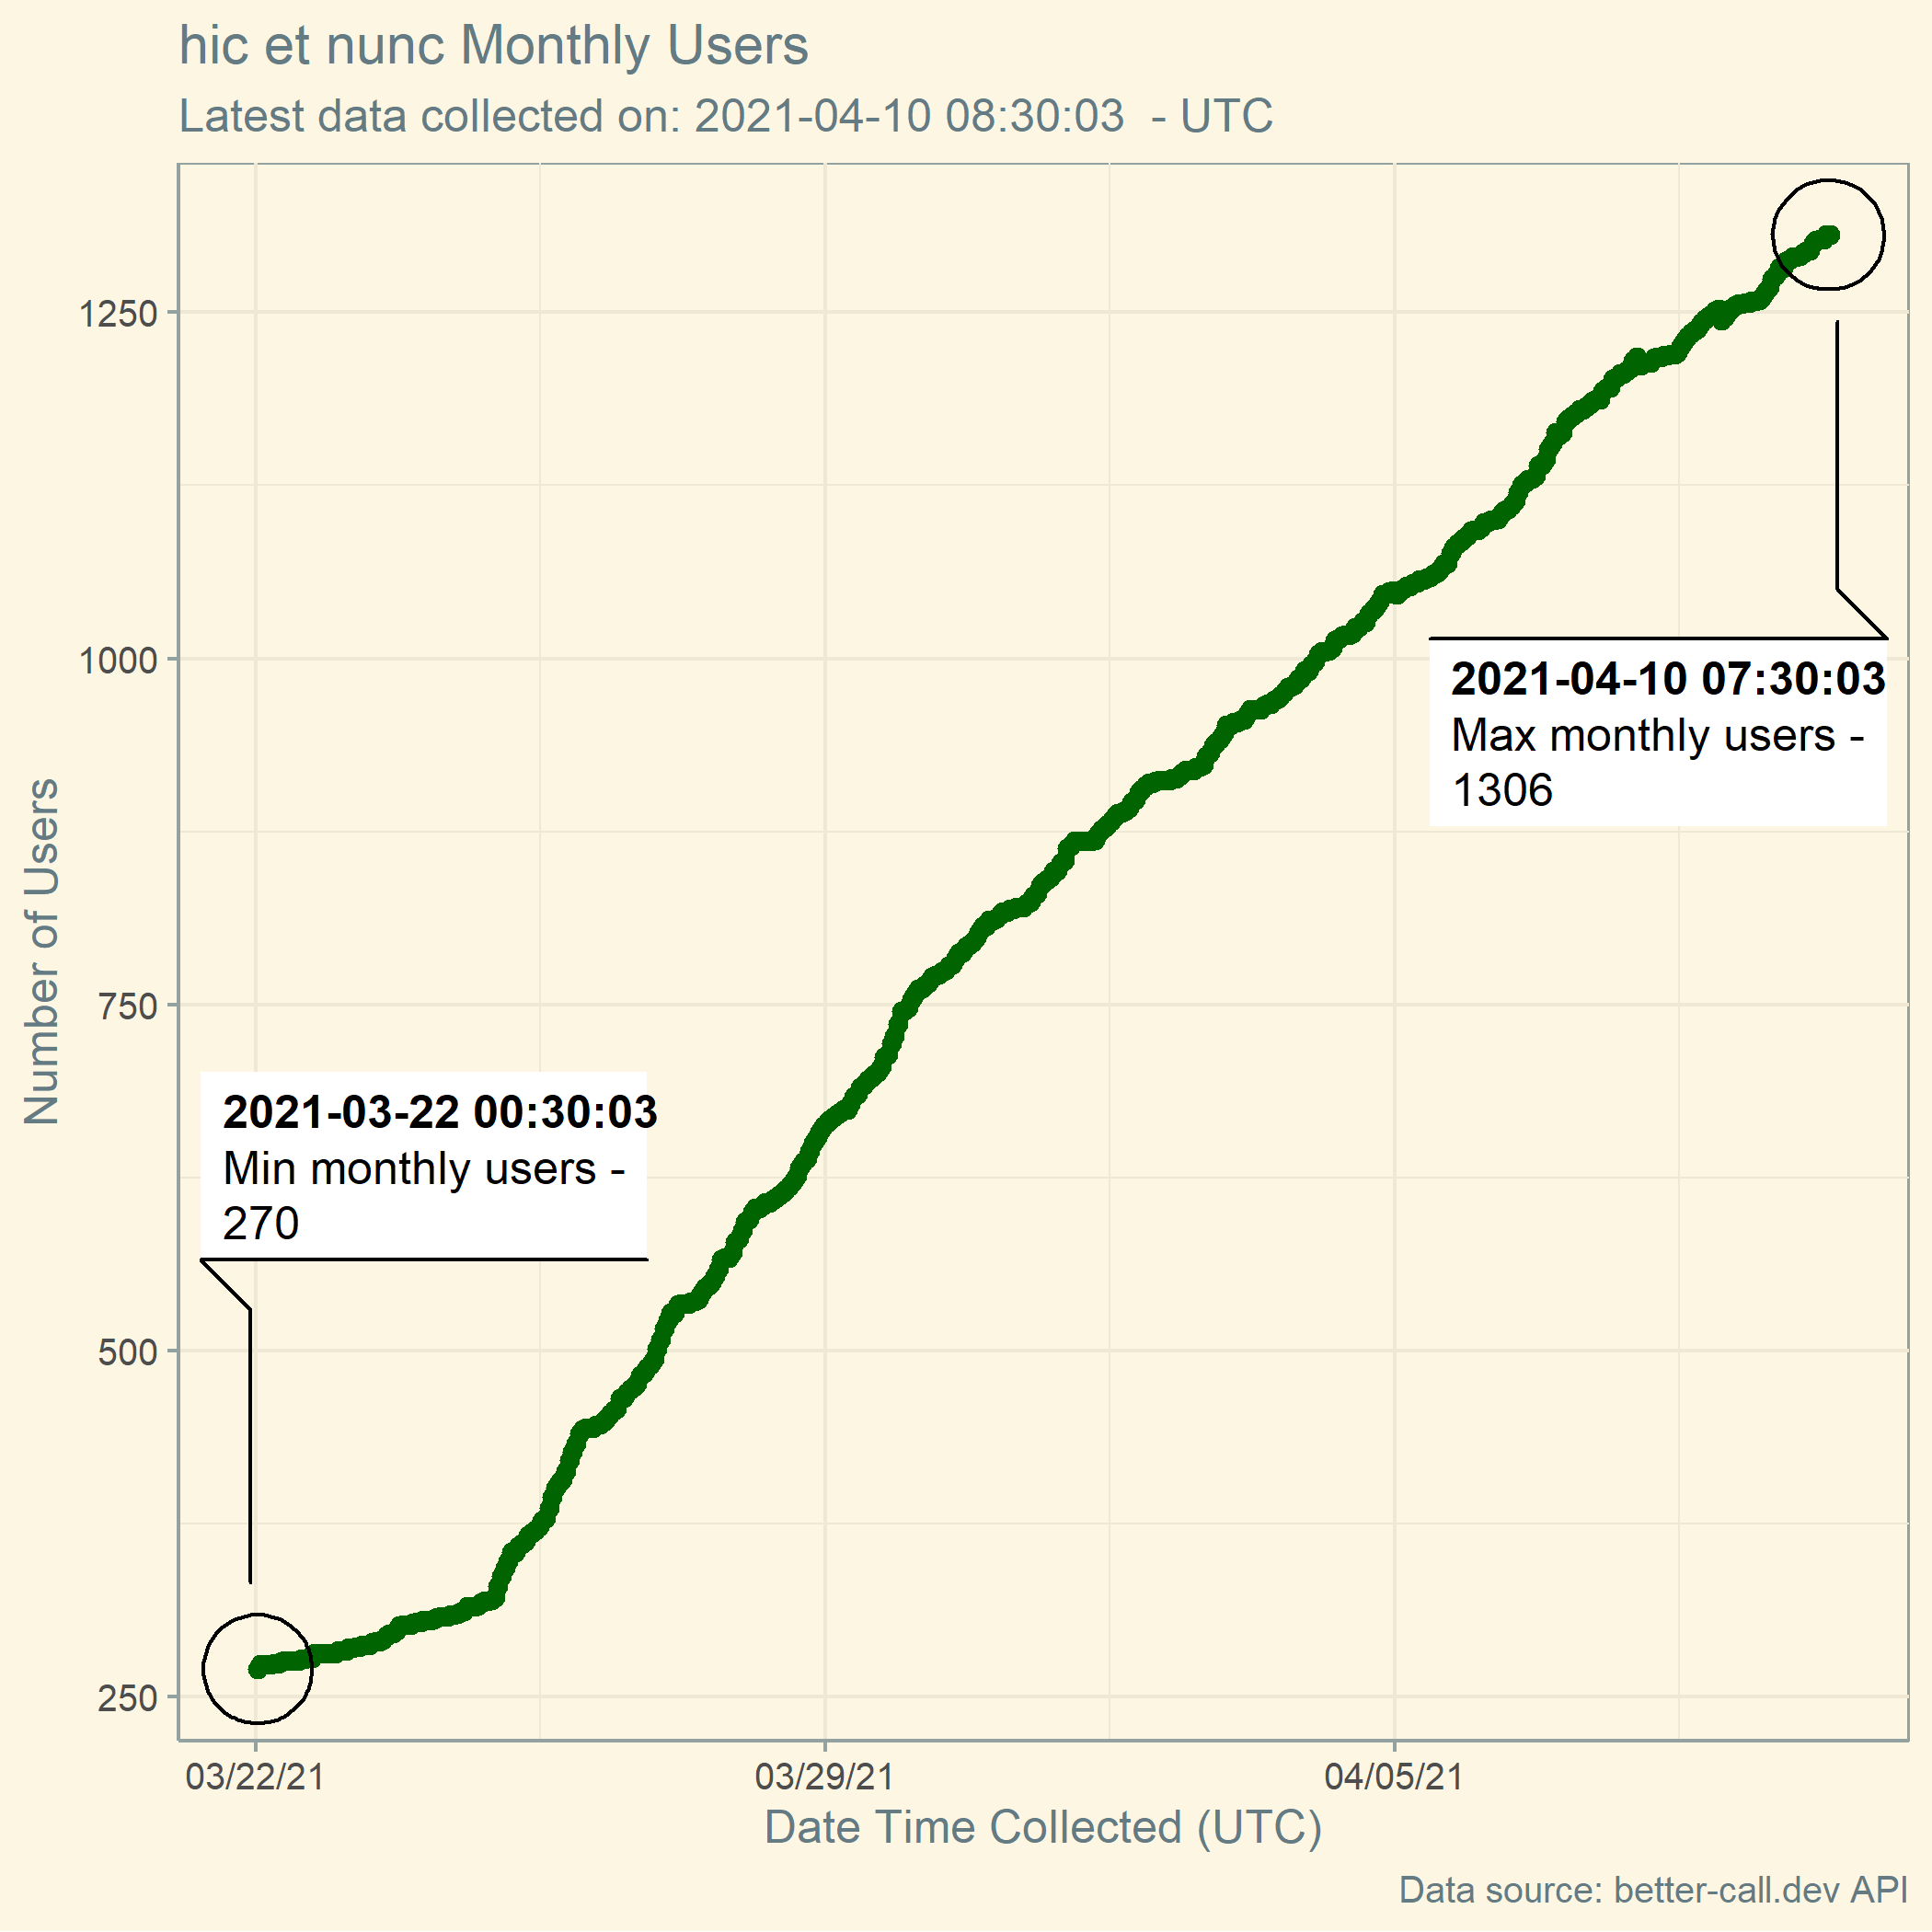 hic et nunc Monthly Users
Latest data collected on: 2021-04-10 08:30:03  - UTC
1250
1000
750
500
250
Number of Users
2021-04-10 07:30:03
Max monthly users -
1306
2021-03-22 00:30:03
Min monthly users -
270
03/22/21
03/29/21
04/05/21
Date Time Collected (UTC)
Data source: better-call.dev API